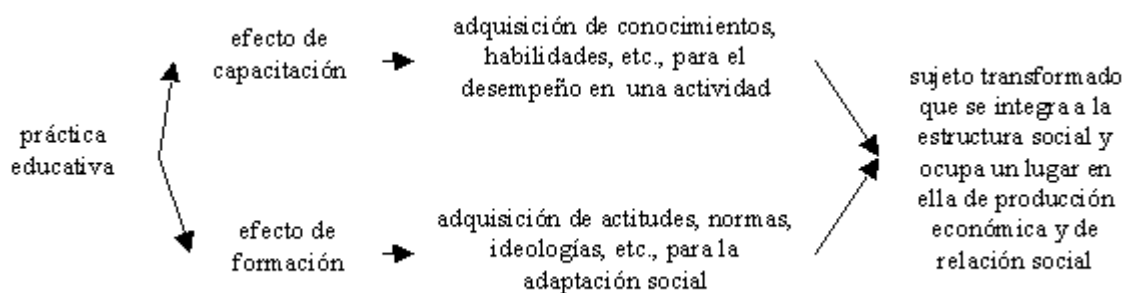 práctica
educativa
efecto de
capacitación
adquisición de conocimientos,
habilidades, etc., para el
desempeño en una actividad
efecto de
formación
adquisición de actitudes, normas,
ideologías, etc., para la
adaptación social
sujeto transformado
que se integra a la
estructura social y
ocupa un lugar en
ella de producción
económica y de
relación social